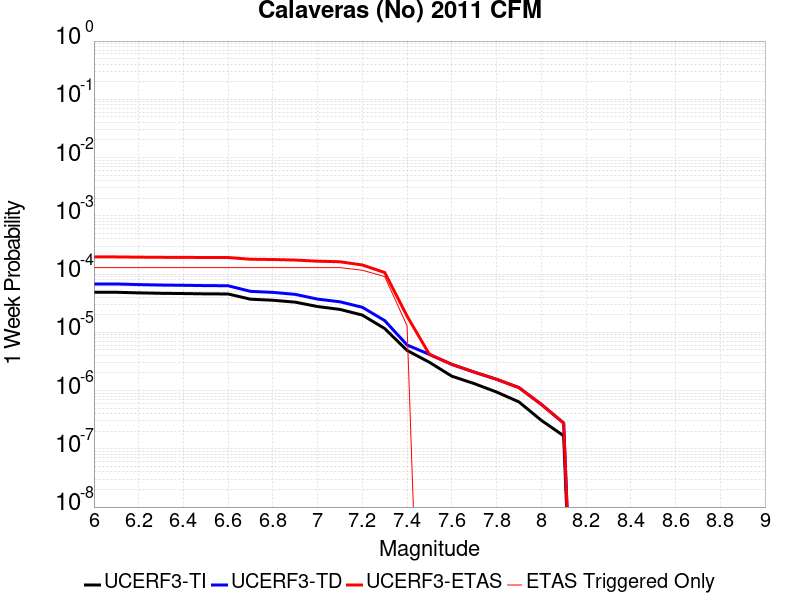 Calaveras (No) 2011 CFM
10 0
10 -1
10 -2
10 -3
10 -4
10 -5
10 -6
10 -7
10 -8
1 Week Probability
6 6.2 6.4 6.6 6.8 7 7.2 7.4 7.6 7.8 8 8.2 8.4 8.6 8.8 9
Magnitude
UCERF3-TI UCERF3-TD UCERF3-ETAS ETAS Triggered Only